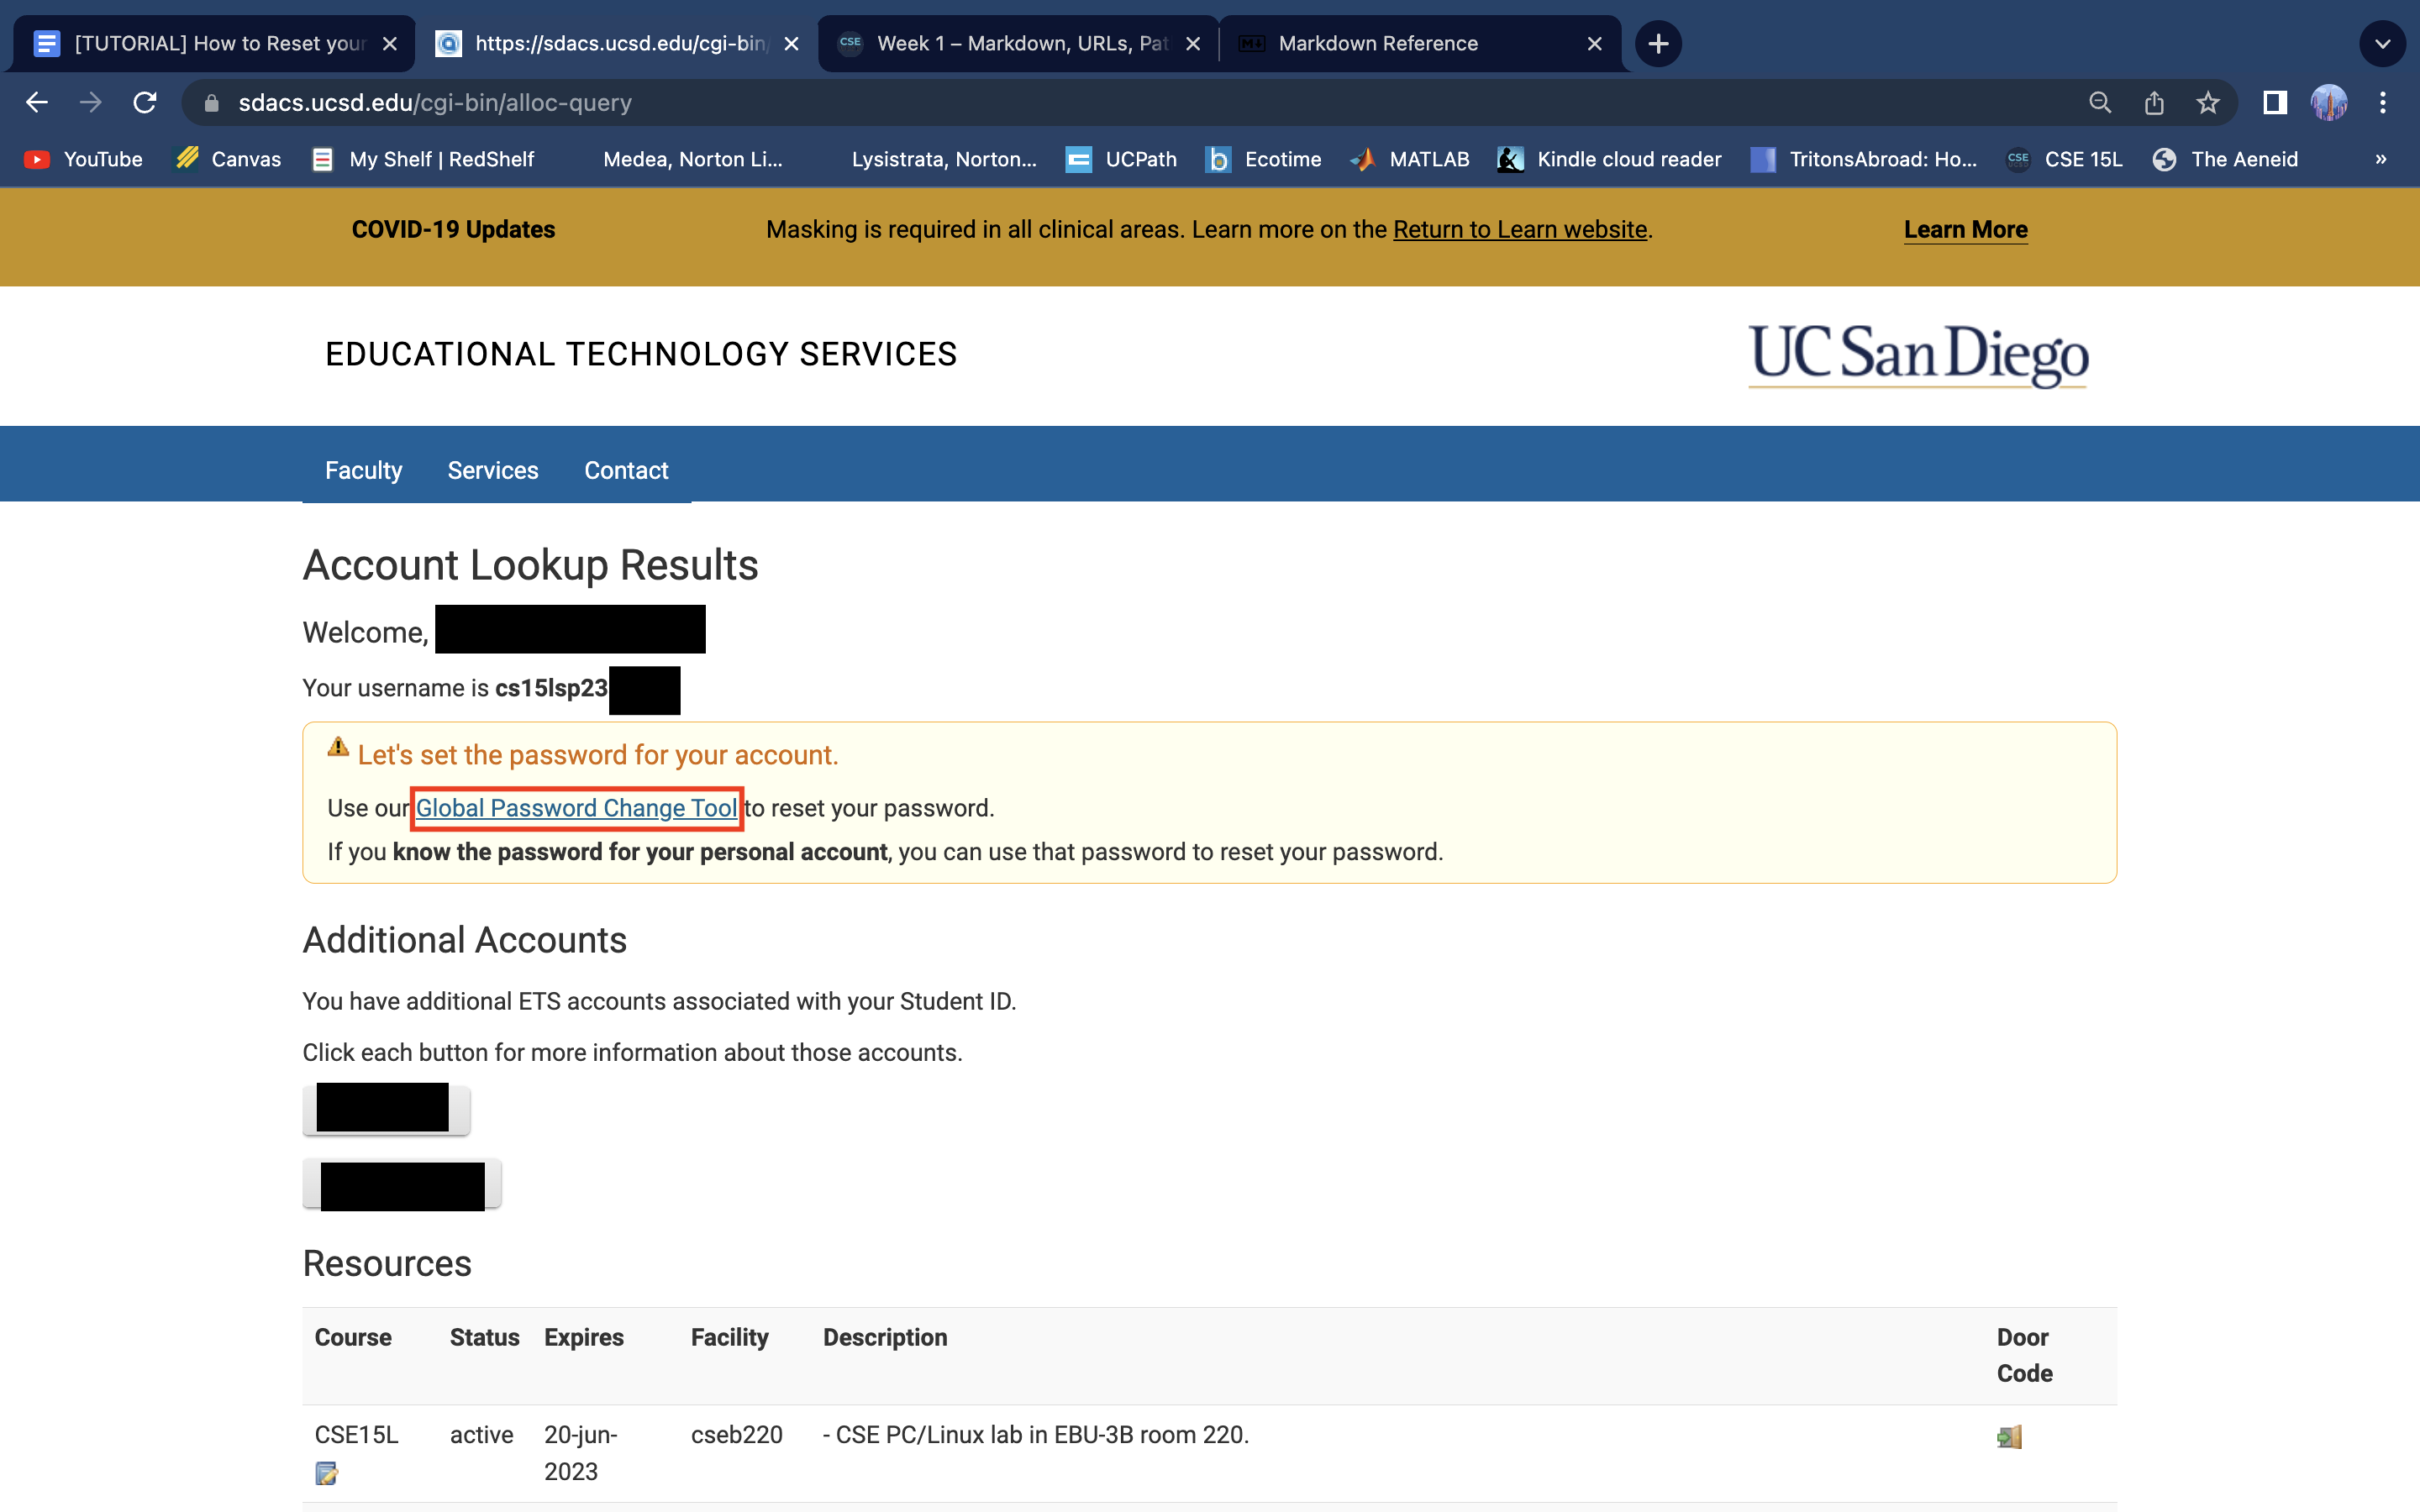 [TUTORIAL] How to Reset your
https://sdacs.ucsd.edu/cgi-bin/
CSE
Week 1 – Markdown, URLs, Pat
Markdown Reference
sdacs.ucsd.edu/cgi-bin/alloc-query
YouTube
Canvas
My Shelf | RedShelf
Medea, Norton Li...
Lysistrata, Norton...
UCPath
Ecotime
MATLAB
Kindle cloud reader
TritonsAbroad: Ho...
CSE
CSE 15L
The Aeneid
»
COVID-19 Updates
Masking is required in all clinical areas. Learn more on the Return to Learn website.
Learn More
EDUCATIONAL TECHNOLOGY SERVICES
UC San Diego
Faculty
Services
Contact
Account Lookup Results
Welcome,
Your username is cs15lsp23
Let's set the password for your account.
Use our Global Password Change Tool to reset your password.
If you know the password for your personal account, you can use that password to reset your password.
Additional Accounts
You have additional ETS accounts associated with your Student ID.
Click each button for more information about those accounts.
Resources
Course Status Expires Facility Description Door
Code
CSE15L active 20-jun- cseb220 - CSE PC/Linux lab in EBU-3B room 220.
2023